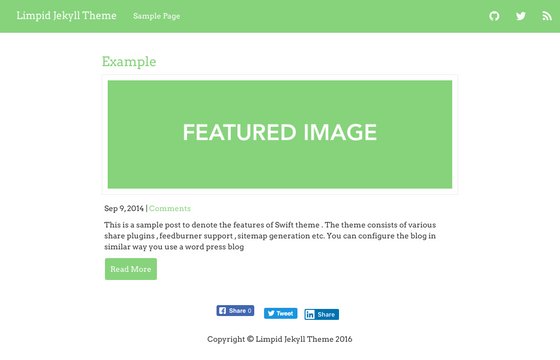 Limpid Jekyll Theme Sample Page
Example
FEATURED IMAGE
Sep 9, 2014 | Comments
This is a sample post to denote the features of Swift theme . The theme consists of various
share plugins , feedburner support , sitemap generation etc. You can configure the blog in
similar way you use a word press blog
Read More
Share 0 Tweet Share
Copyright © Limpid Jekyll Theme 2016